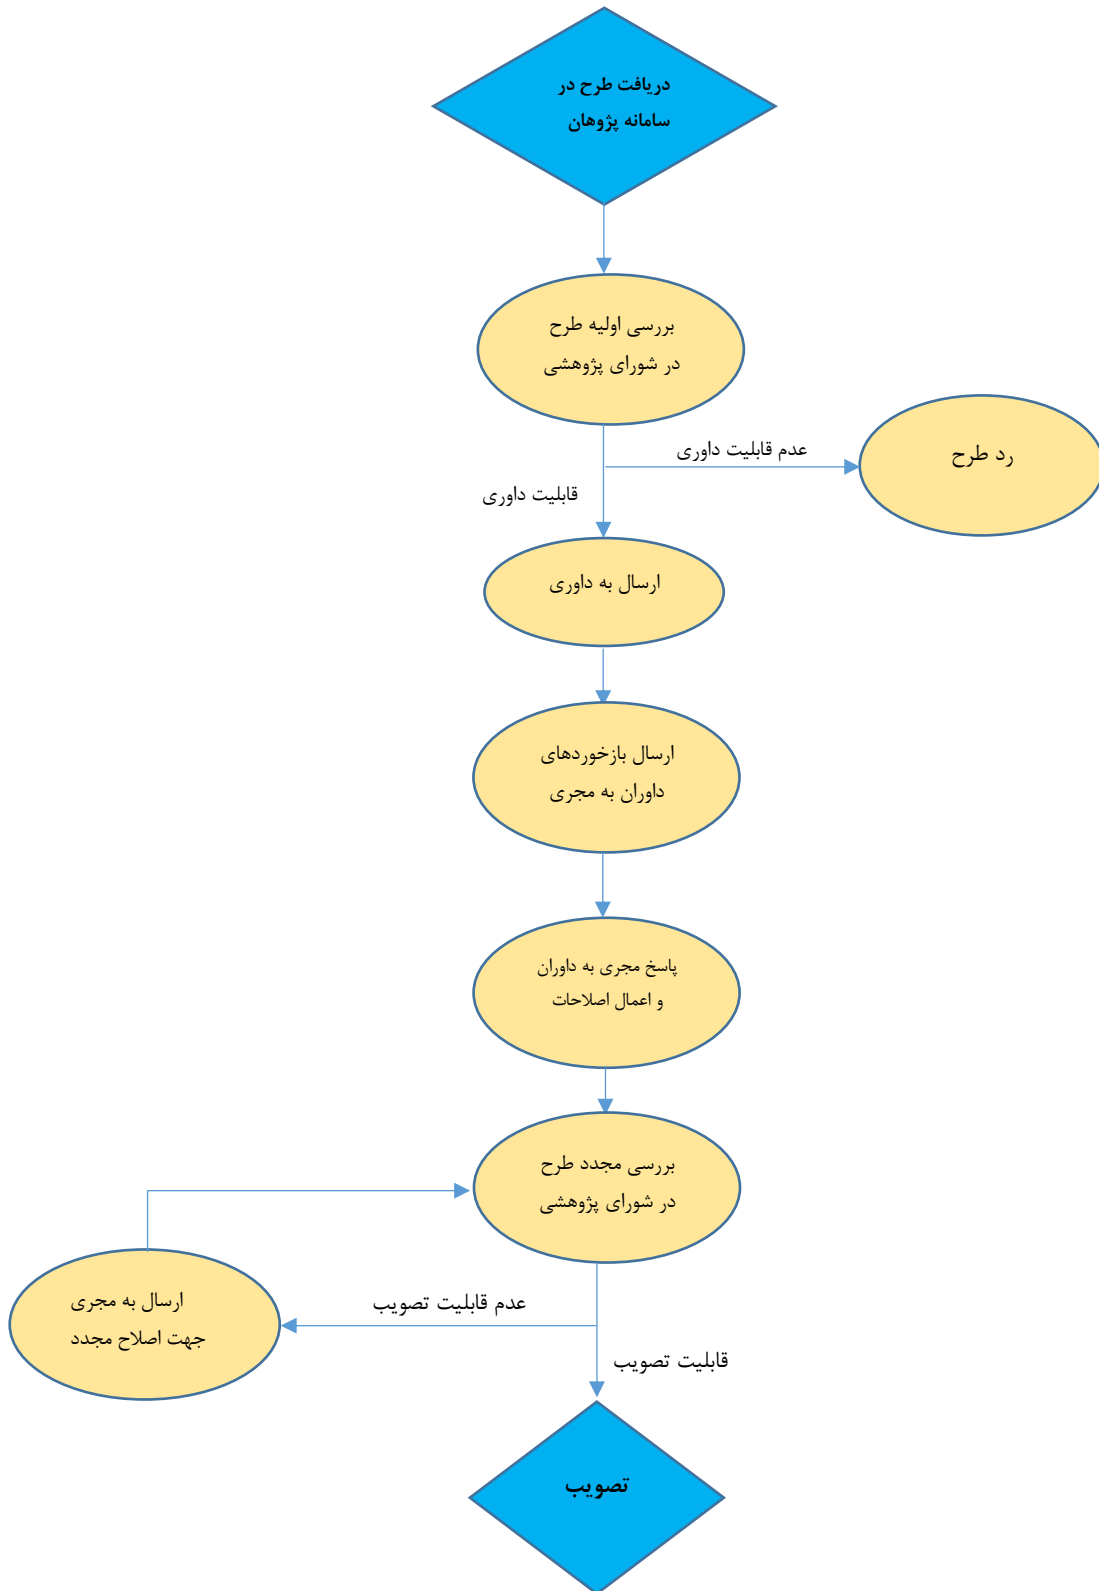 دریافت طرح در
سامانه پژوهان
بررسی اولیه طرح
در شورای پژوهشی
عدم قابلیت داوری
رد طرح
قابلیت داوری
ارسال به داوری
ارسال بازخوردهای
داوران به مجری
پاسخ مجری به داوران
و اعمال اصلاحات
بررسی مجدد طرح
در شورای پژوهشی
ارسال به مجری
جهت اصلاح مجدد
عدم قابلیت تصویب
قابلیت تصویب
تصویب